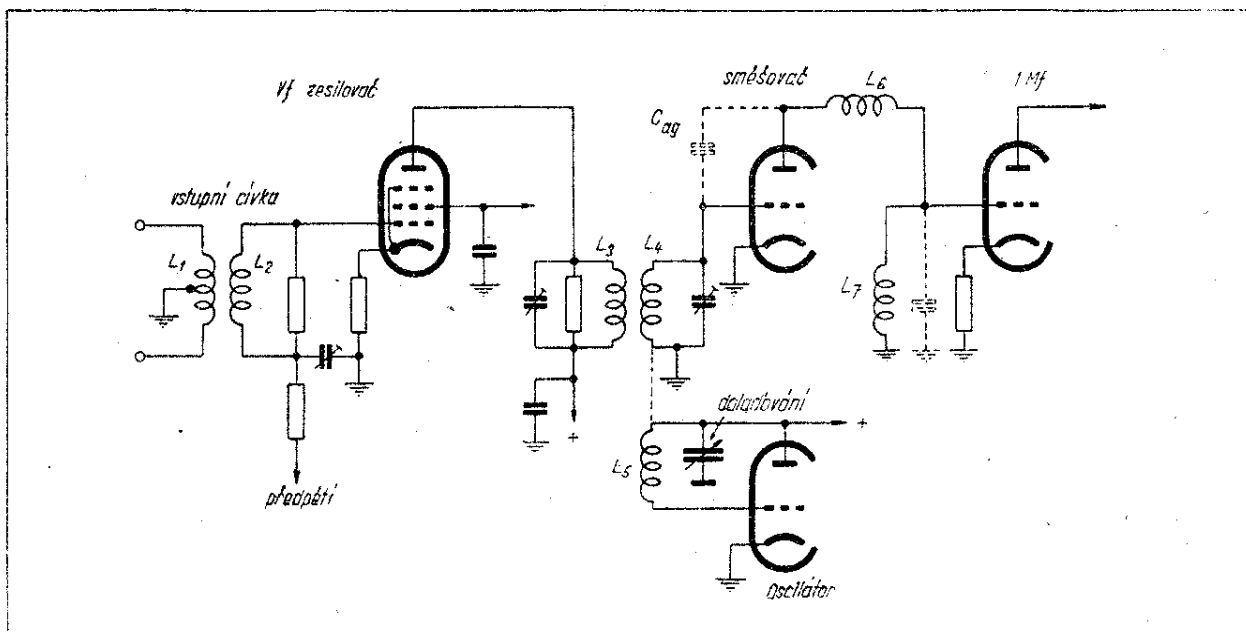 Vf zesilovač
směšovač
L6
1 Mf
Cag
vstupní cívka
L1
L2
L3
L4
L7
dolaďování
+
+
L5
předpětí
oscilátor